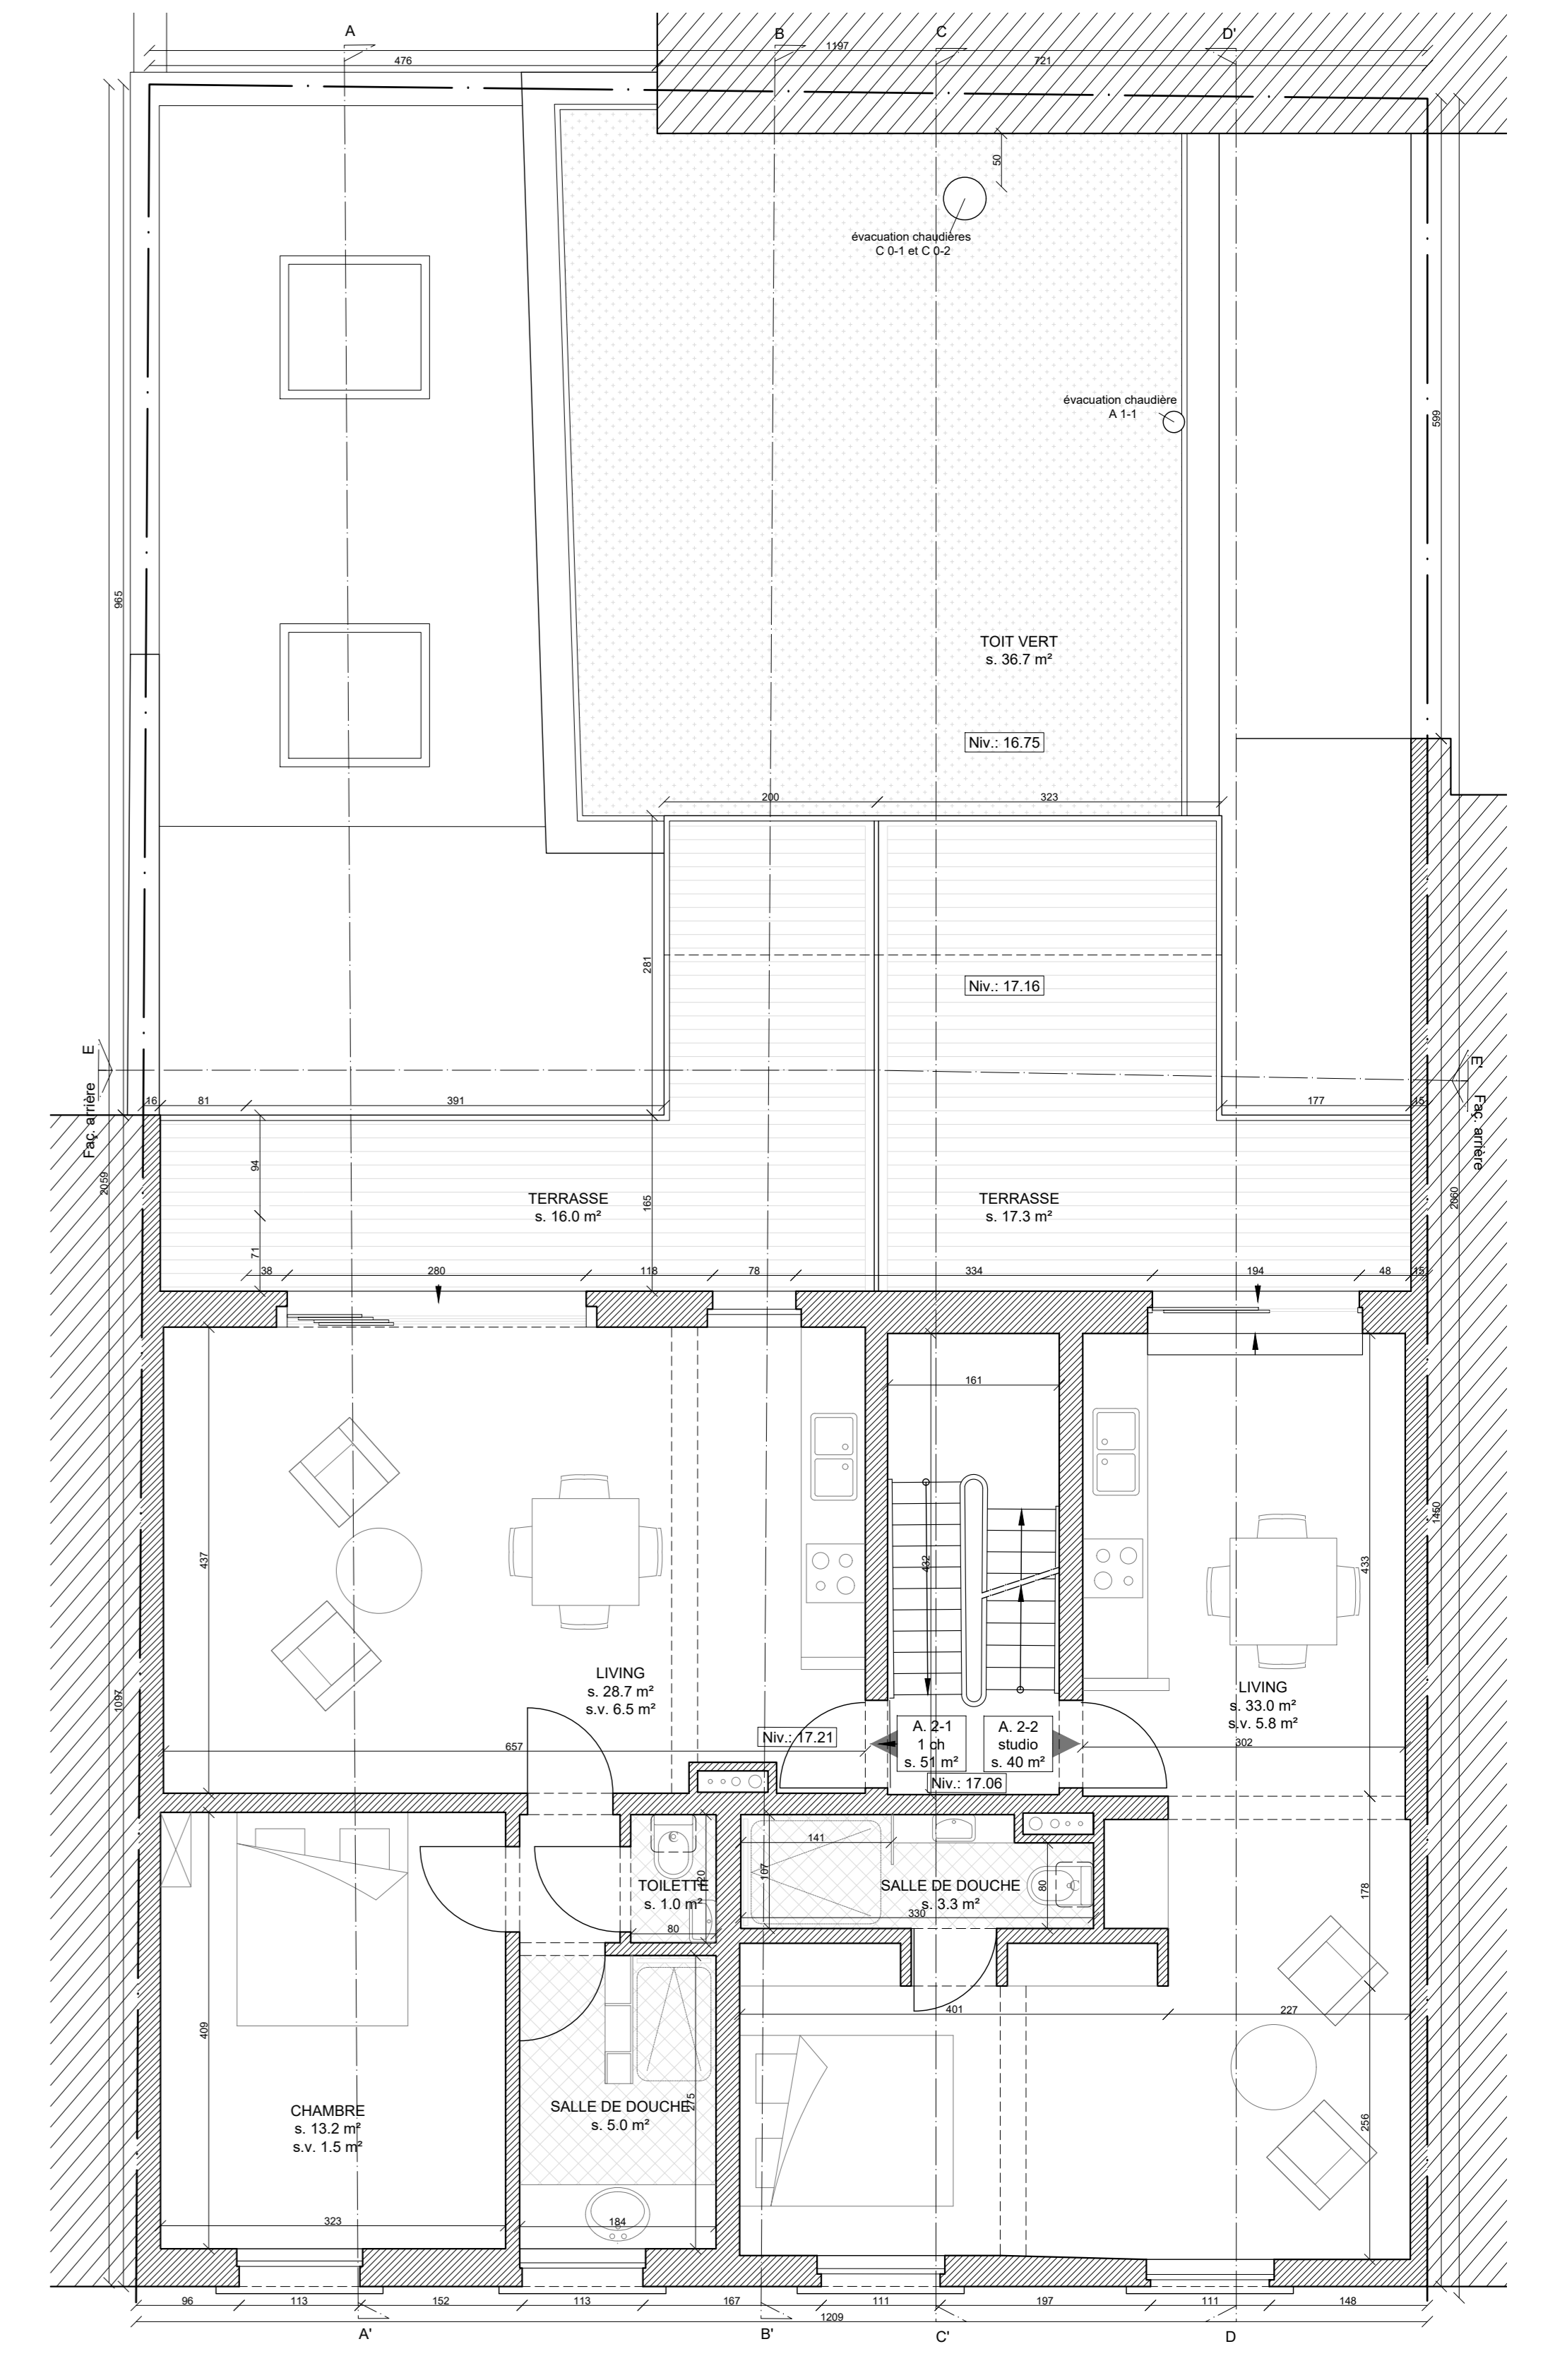 A
B
C
D'
1197
476
721
50
évacuation chaudières
C 0-1 et C 0-2
évacuation chaudière
A 1-1
599
965
TOIT VERT
s. 36.7 m²
Niv.: 16.75
200
323
281
Niv.: 17.16
E
Faç. arrière
E'
Faç. arrière
16
81
391
177
15
94
2059
165
2060
TERRASSE
s. 16.0 m²
TERRASSE
s. 17.3 m²
71
38
280
118
78
334
194
48
15
161
437
432
433
1460
LIVING
s. 28.7 m²
s.v. 6.5 m²
LIVING
s. 33.0 m²
s.v. 5.8 m²
1097
Niv.: 17.21
A. 2-1
1 ch
s. 51 m²
A. 2-2
studio
s. 40 m²
657
302
Niv.: 17.06
141
107
120
TOILETTE
s. 1.0 m²
80
SALLE DE DOUCHE
s. 3.3 m²
80
330
178
401
227
409
CHAMBRE
s. 13.2 m²
s.v. 1.5 m²
SALLE DE DOUCHE
s. 5.0 m²
275
256
323
184
96
113
152
113
167
111
197
111
148
1209
A'
B'
C'
D